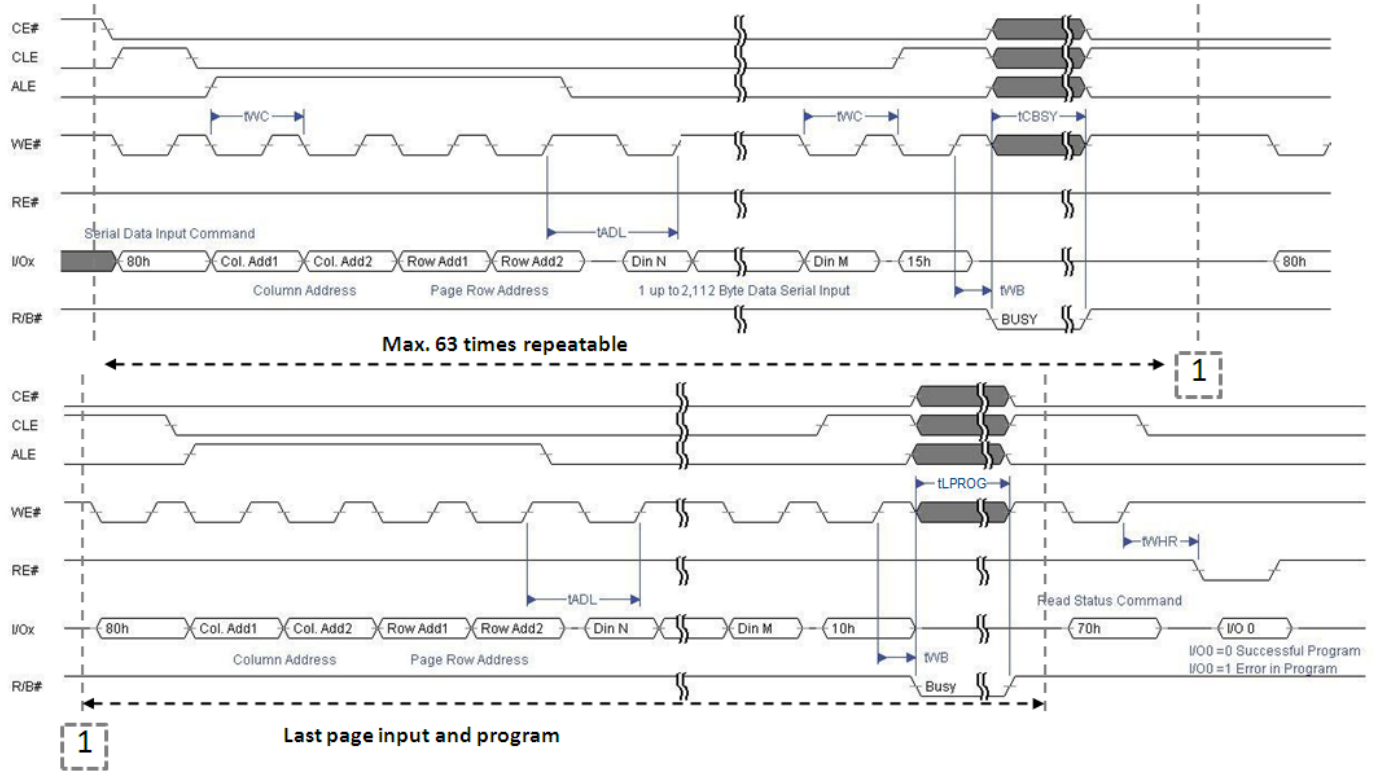 CE#
CLE
ALE
tWC
tWC
tCBSY
WE#
RE#
Serial Data Input Command
tADL
I/Ox
80h
Col. Add1
Col. Add2
Row Add1
Row Add2
Din N
Din M
15h
80h
Column Address
Page Row Address
1 up to 2,112 Byte Data Serial Input
tWB
R/B#
BUSY
Max. 63 times repeatable
1
CE#
CLE
ALE
tLPROG
WE#
tWHR
RE#
tADL
Read Status Command
I/Ox
80h
Col. Add1
Col. Add2
Row Add1
Row Add2
Din N
Din M
10h
70h
I/O 0
Column Address
Page Row Address
tWB
I/O0 =0 Successful Program
I/O0 =1 Error in Program
R/B#
Busy
1
Last page input and program